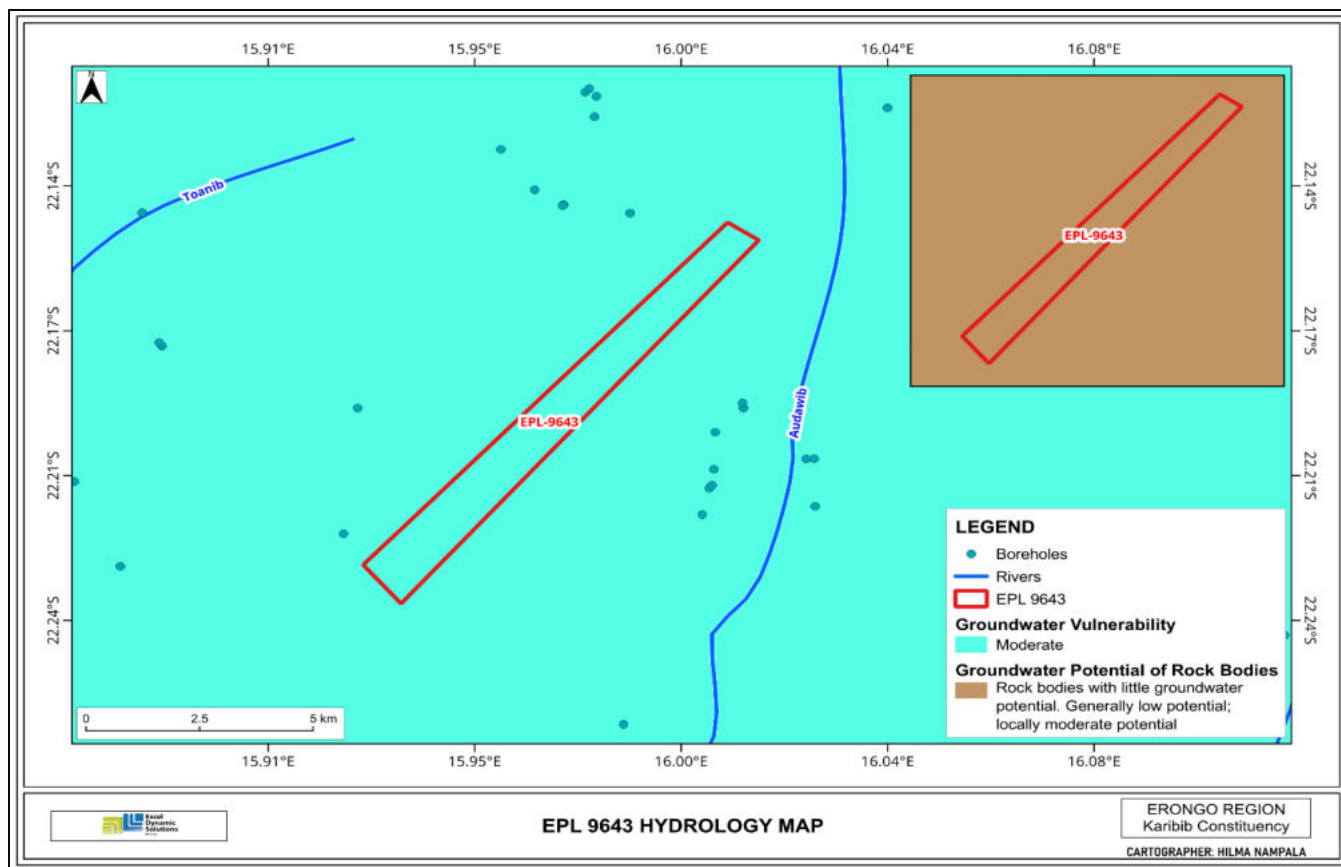 15.91°E 15.95°E 16.00°E 16.04°E 16.08°E
N
22.14°S
22.17°S
22.21°S
22.24°S
Toanib
EPL-9643
Audawib
EPL-9643
22.14°S
22.17°S
22.21°S
22.24°S
LEGEND
Boreholes
Rivers
EPL 9643
Groundwater Vulnerability
Moderate
Groundwater Potential of Rock Bodies
Rock bodies with little groundwater
potential. Generally low potential;
locally moderate potential
0 2.5 5 km
15.91°E 15.95°E 16.00°E 16.04°E 16.08°E
Excel
Dynamic
Solutions
EPL 9643 HYDROLOGY MAP
ERONGO REGION
Karibib Constituency
CARTOGRAPHER: HILMA NAMPALA